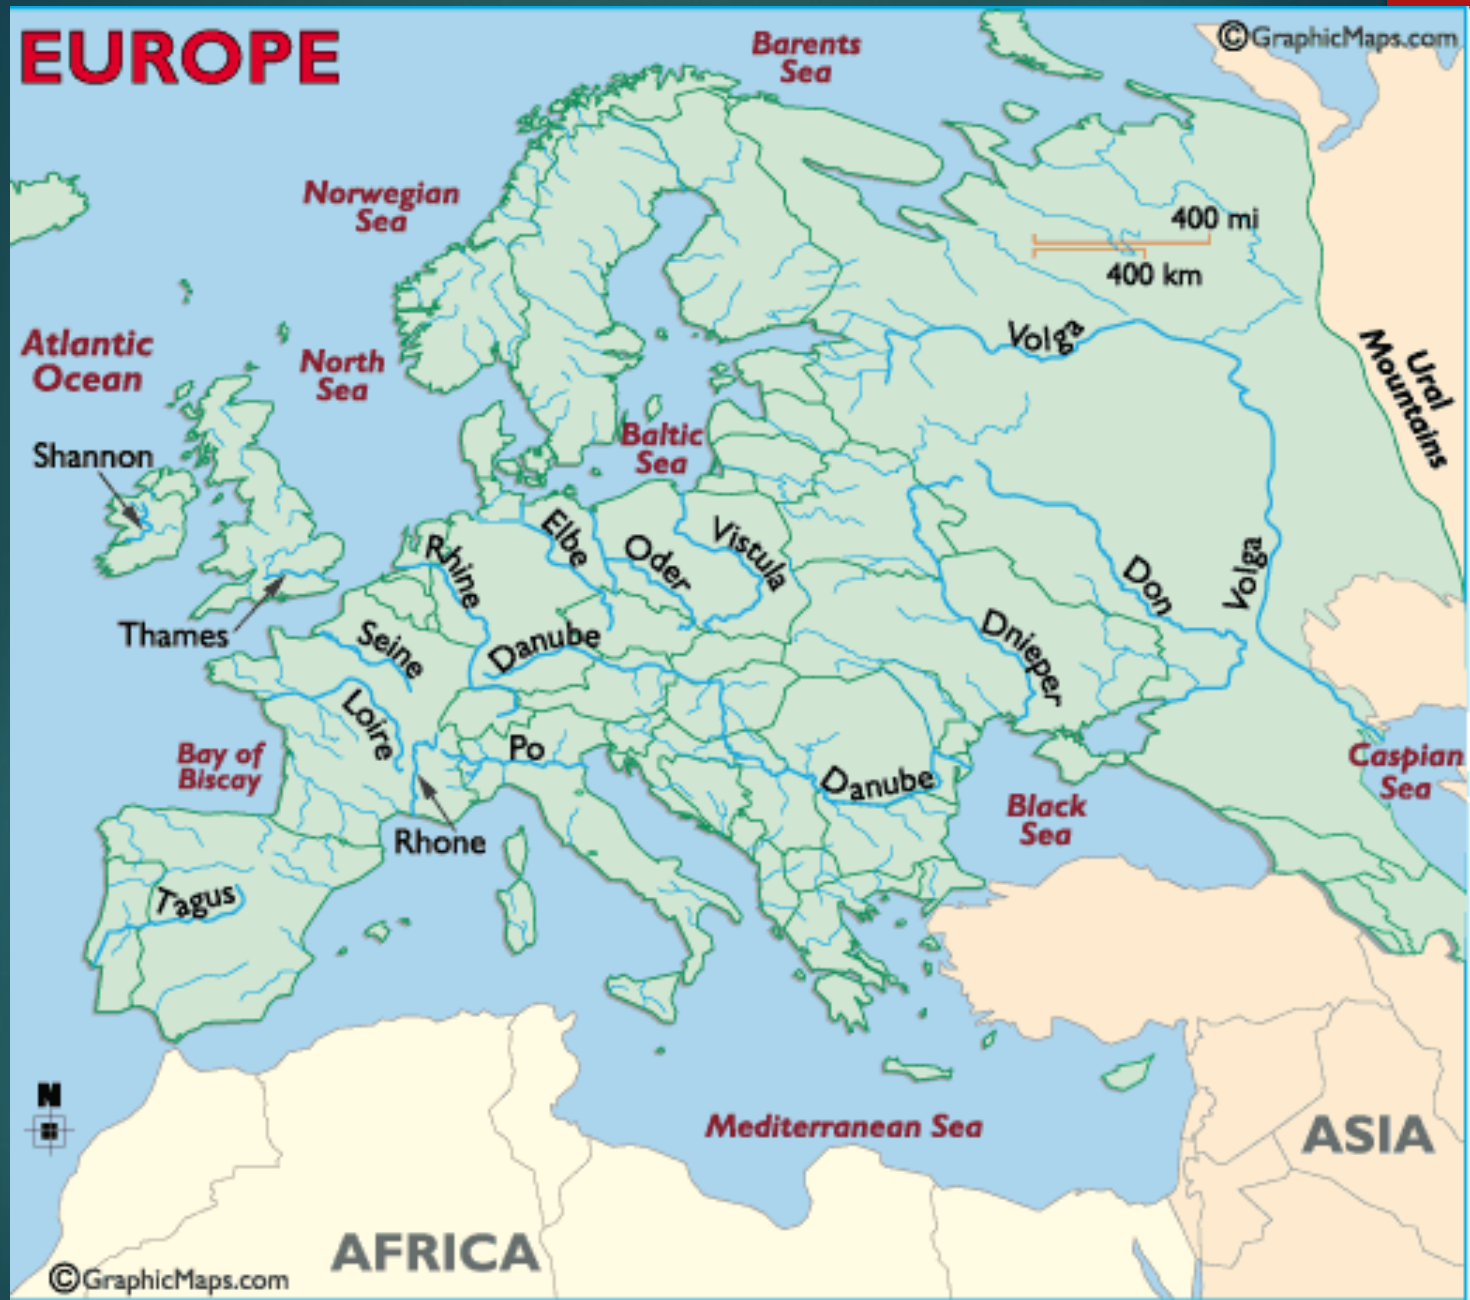 EUROPE
Barents
Sea
©GraphicMaps.com
Norwegian
Sea
400 mi
400 km
Atlantic
Ocean
North
Sea
Volga
Ural
Mountains
Baltic
Sea
Shannon
Elbe
Oder
Vistula
Rhine
Don
Volga
Thames
Seine
Danube
Dnieper
Loire
Bay of
Biscay
Po
Danube
Caspian
Sea
Black
Sea
Rhone
Tagus
N
Mediterranean Sea
ASIA
AFRICA
©GraphicMaps.com